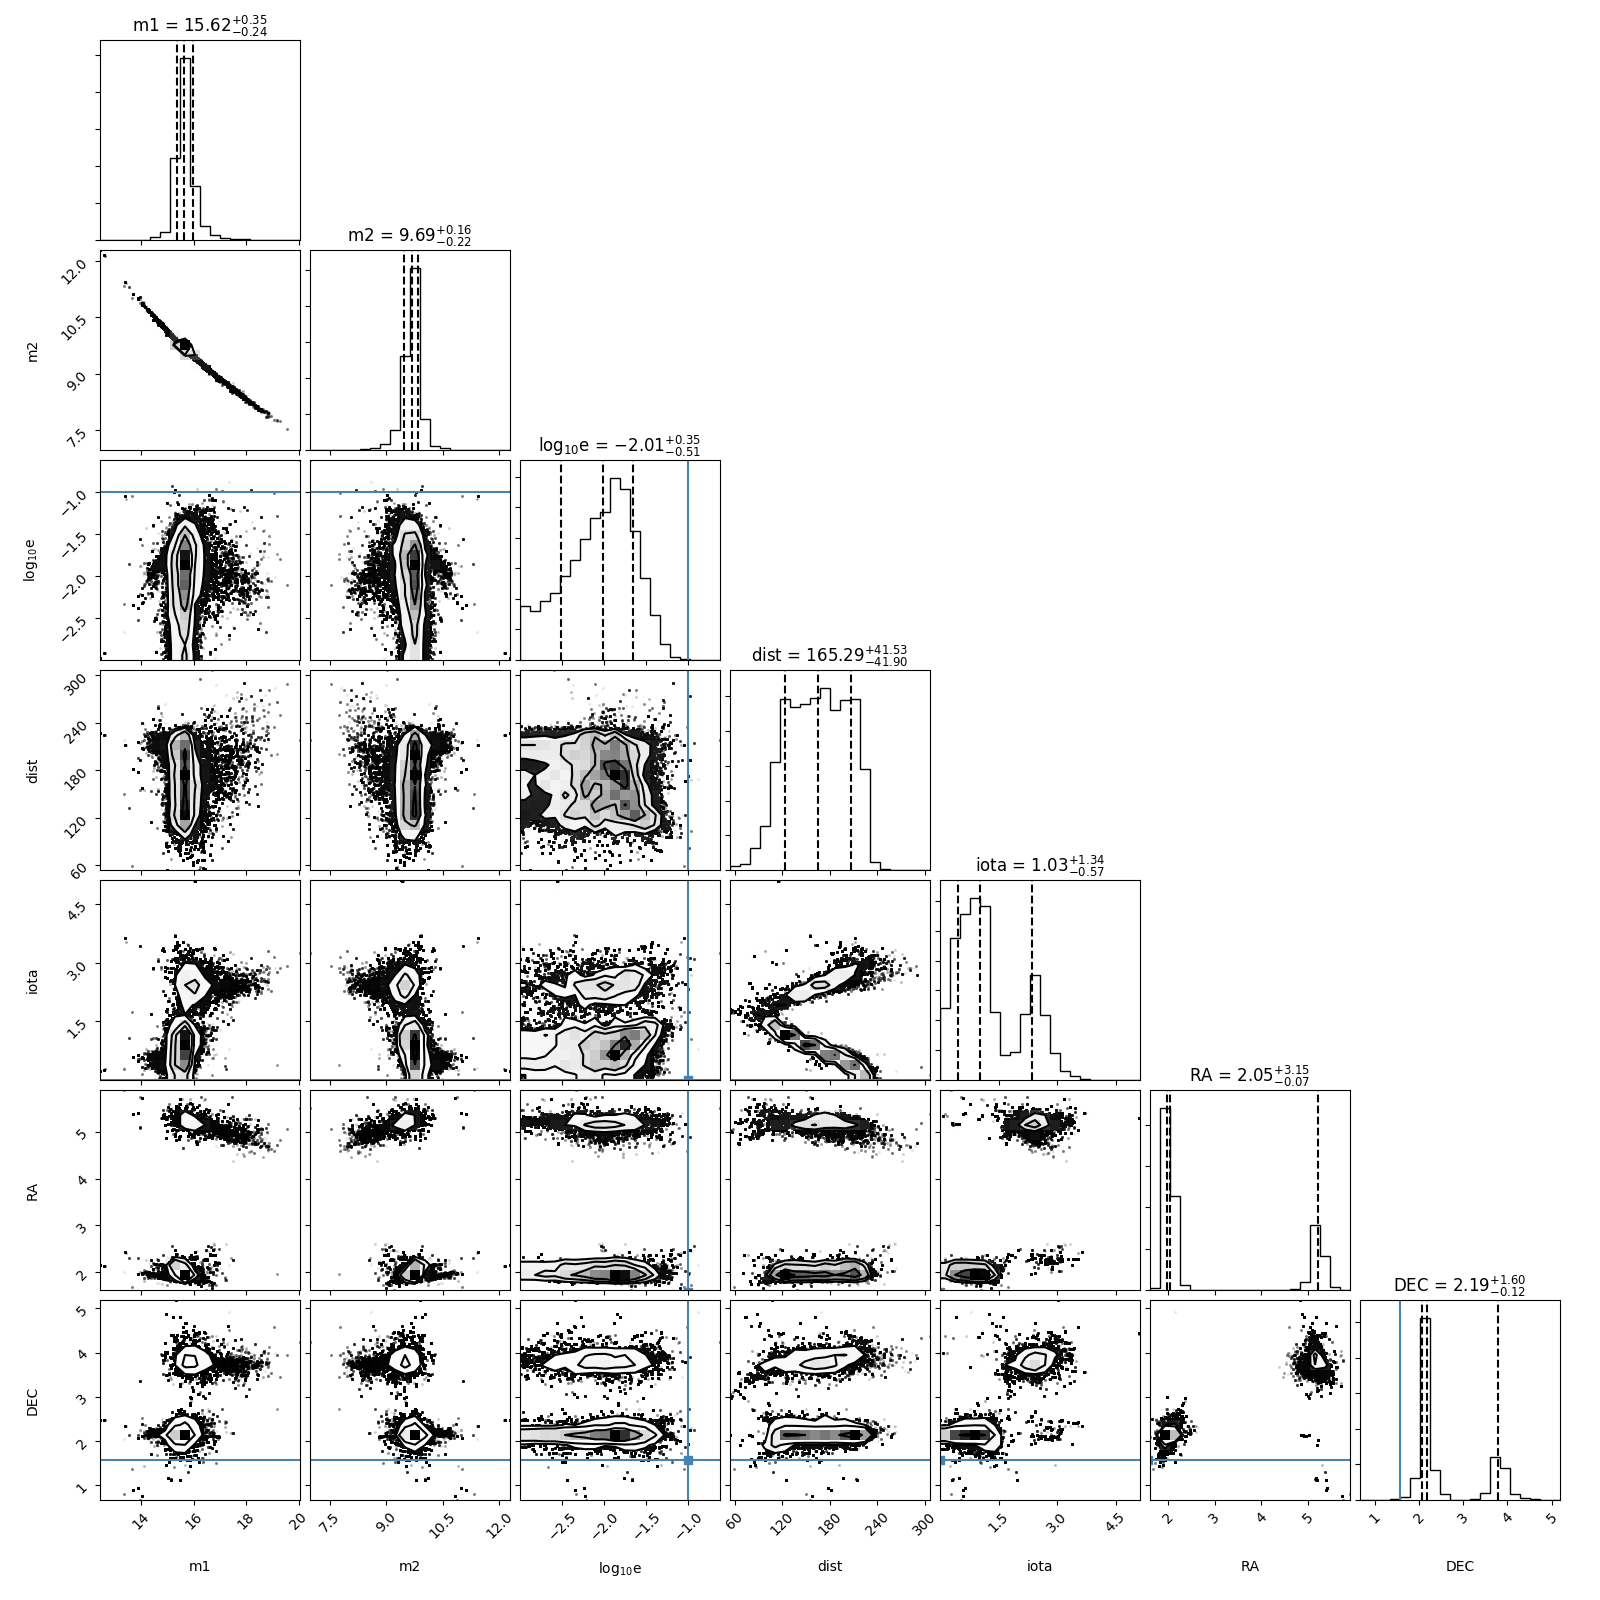 m1 = 15.62+0.35−0.24
m2 = 9.69+0.16−0.22
12.0
10.5
9.0
7.5
m2
log10e = −2.01+0.35−0.51
−1.0
−1.5
−2.0
−2.5
log10e
dist = 165.29+41.53−41.90
300
240
180
120
60
dist
iota = 1.03+1.34−0.57
4.5
3.0
1.5
iota
RA = 2.05+3.15−0.07
5
4
3
2
RA
DEC = 2.19+1.60−0.12
5
4
3
2
1
DEC
14 16 18 20 7.5 9.0 10.5 12.0 −2.5 −2.0 −1.5 −1.0 60 120 180 240 300 1.5 3.0 4.5 2 3 4 5 1 2 3 4 5
m1 m2 log10e dist iota RA DEC